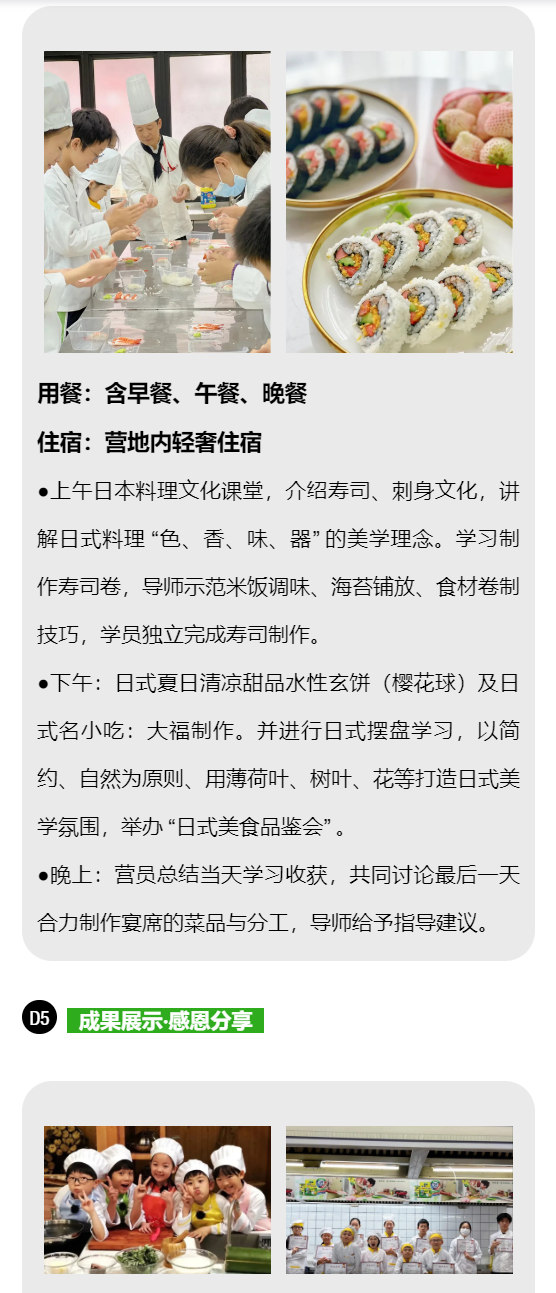 用餐：含早餐、午餐、晚餐
住宿：营地内轻奢住宿
●上午日本料理文化课堂，介绍寿司、刺身文化，讲
解日式料理“色、香、味、器”的美学理念。学习制
作寿司卷，导师示范米饭调味、海苔铺放、食材卷制
技巧，学员独立完成寿司制作。
●下午：日式夏日清凉甜品水性玄饼（樱花球）及日
式名小吃：大福制作。并进行日式摆盘学习，以简
约、自然为原则、用薄荷叶、树叶、花等打造日式美
学氛围，举办“日式美食品鉴会”。
●晚上：营员总结当天学习收获，共同讨论最后一天
合力制作宴席的菜品与分工，导师给予指导建议。
D5 成果展示·感恩分享